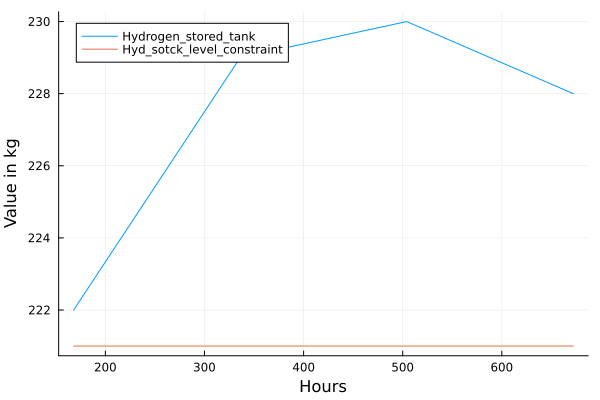 230
Hydrogen_stored_tank
Hyd_sotck_level_constraint
228
226
224
222
Value in kg
200 300 400 500 600
Hours